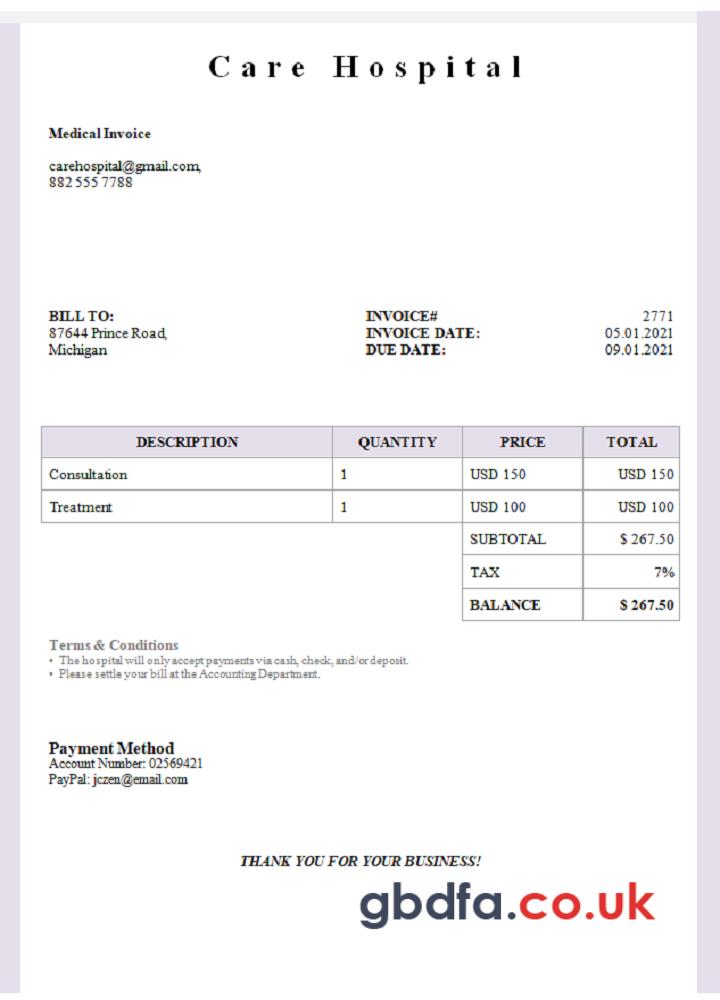 Care Hospital
Medical Invoice
carehospital@gmail.com,
882 555 7788
BILL TO:
87644 Prince Road,
Michigan
INVOICE# 2771
INVOICE DATE: 05.01.2021
DUE DATE: 09.01.2021
DESCRIPTION QUANTITY PRICE TOTAL
Consultation 1 USD 150 USD 150
Treatment 1 USD 100 USD 100
SUBTOTAL $ 267.50
TAX 7%
BALANCE $ 267.50
Terms & Conditions
• The hospital will only accept payments via cash, check, and/or deposit.
• Please settle your bill at the Accounting Department.
Payment Method
Account Number: 02569421
PayPal: jczen@email.com
THANK YOU FOR YOUR BUSINESS!
gbdfa.co.uk